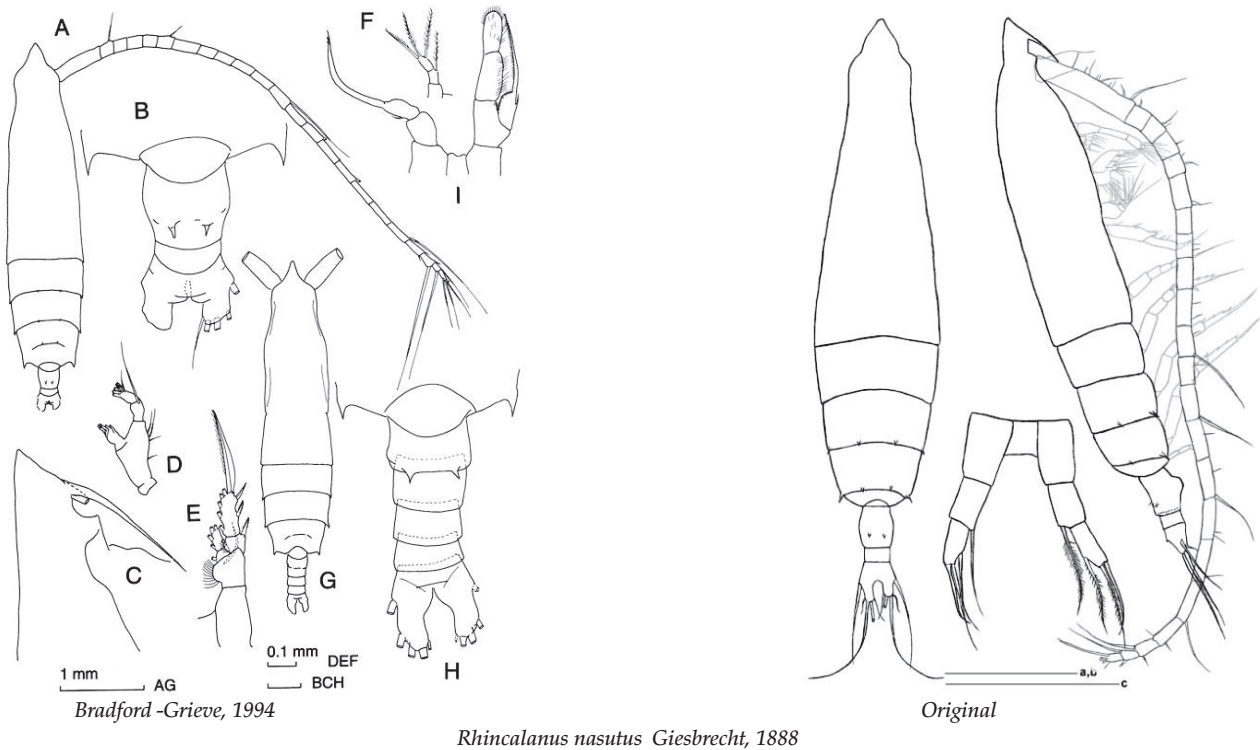 A
B
F
I
D
C
E
G
H
1 mm
AG
0.1 mm
DEF
BCH
a,b
c
Bradford -Grieve, 1994
Original
Rhincalanus nasutus Giesbrecht, 1888